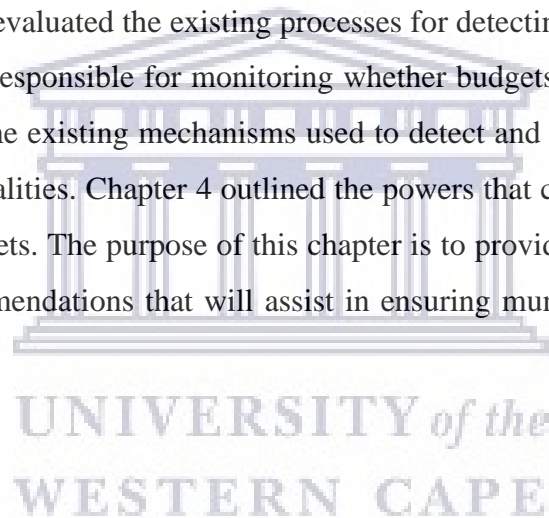 evaluated the existing processes for detectin
esponsible for monitoring whether budgets
ne existing mechanisms used to detect and
alities. Chapter 4 outlined the powers that c
ets. The purpose of this chapter is to provid
mendations that will assist in ensuring mun
UNIVERSITY of the
WESTERN CAPE